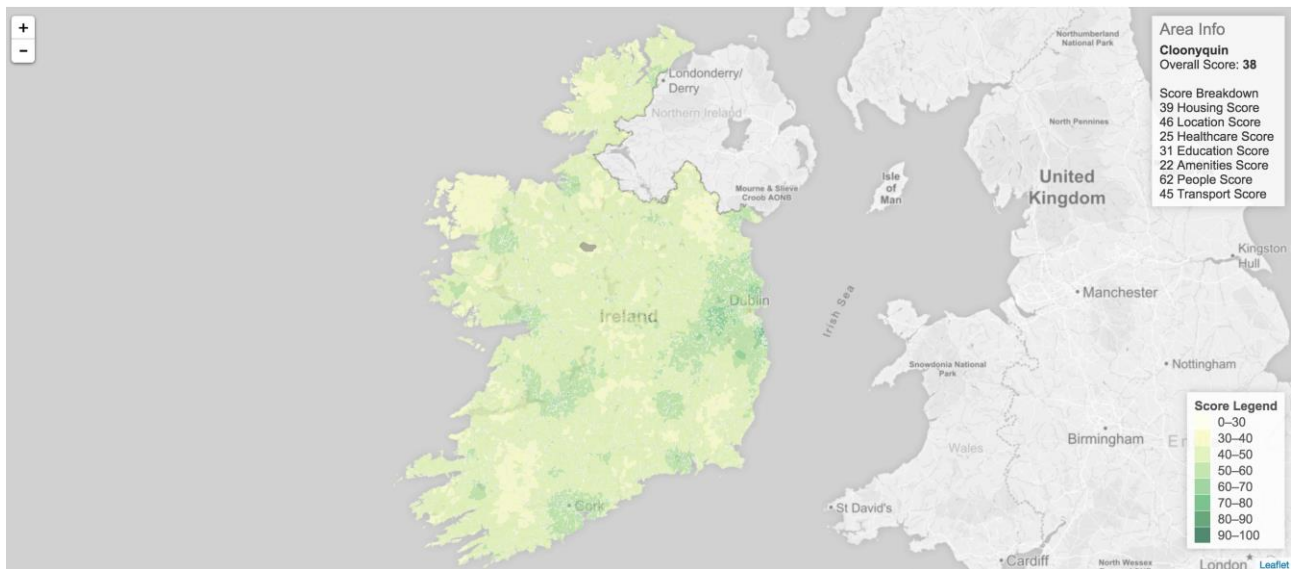 +
−
Area Info
Cloonyquin
Overall Score: 38
Score Breakdown
39 Housing Score
46 Location Score
25 Healthcare Score
31 Education Score
22 Amenities Score
62 People Score
45 Transport Score
Northumberland
National Park
Londonderry/
Derry
Northern Ireland
North Pennines
Isle
of
Man
United
Kingdom
Mourne & Slieve
Croob AONB
Kingston
Hull
Manchester
Dublin
Irish Sea
Ireland
Snowdonia National
Park
Nottingham
Birmingham
Wales
E
St David's
Cork
Cardiff
North Wessex
London
Score Legend
0–30
30–40
40–50
50–60
60–70
70–80
80–90
90–100
Leaflet